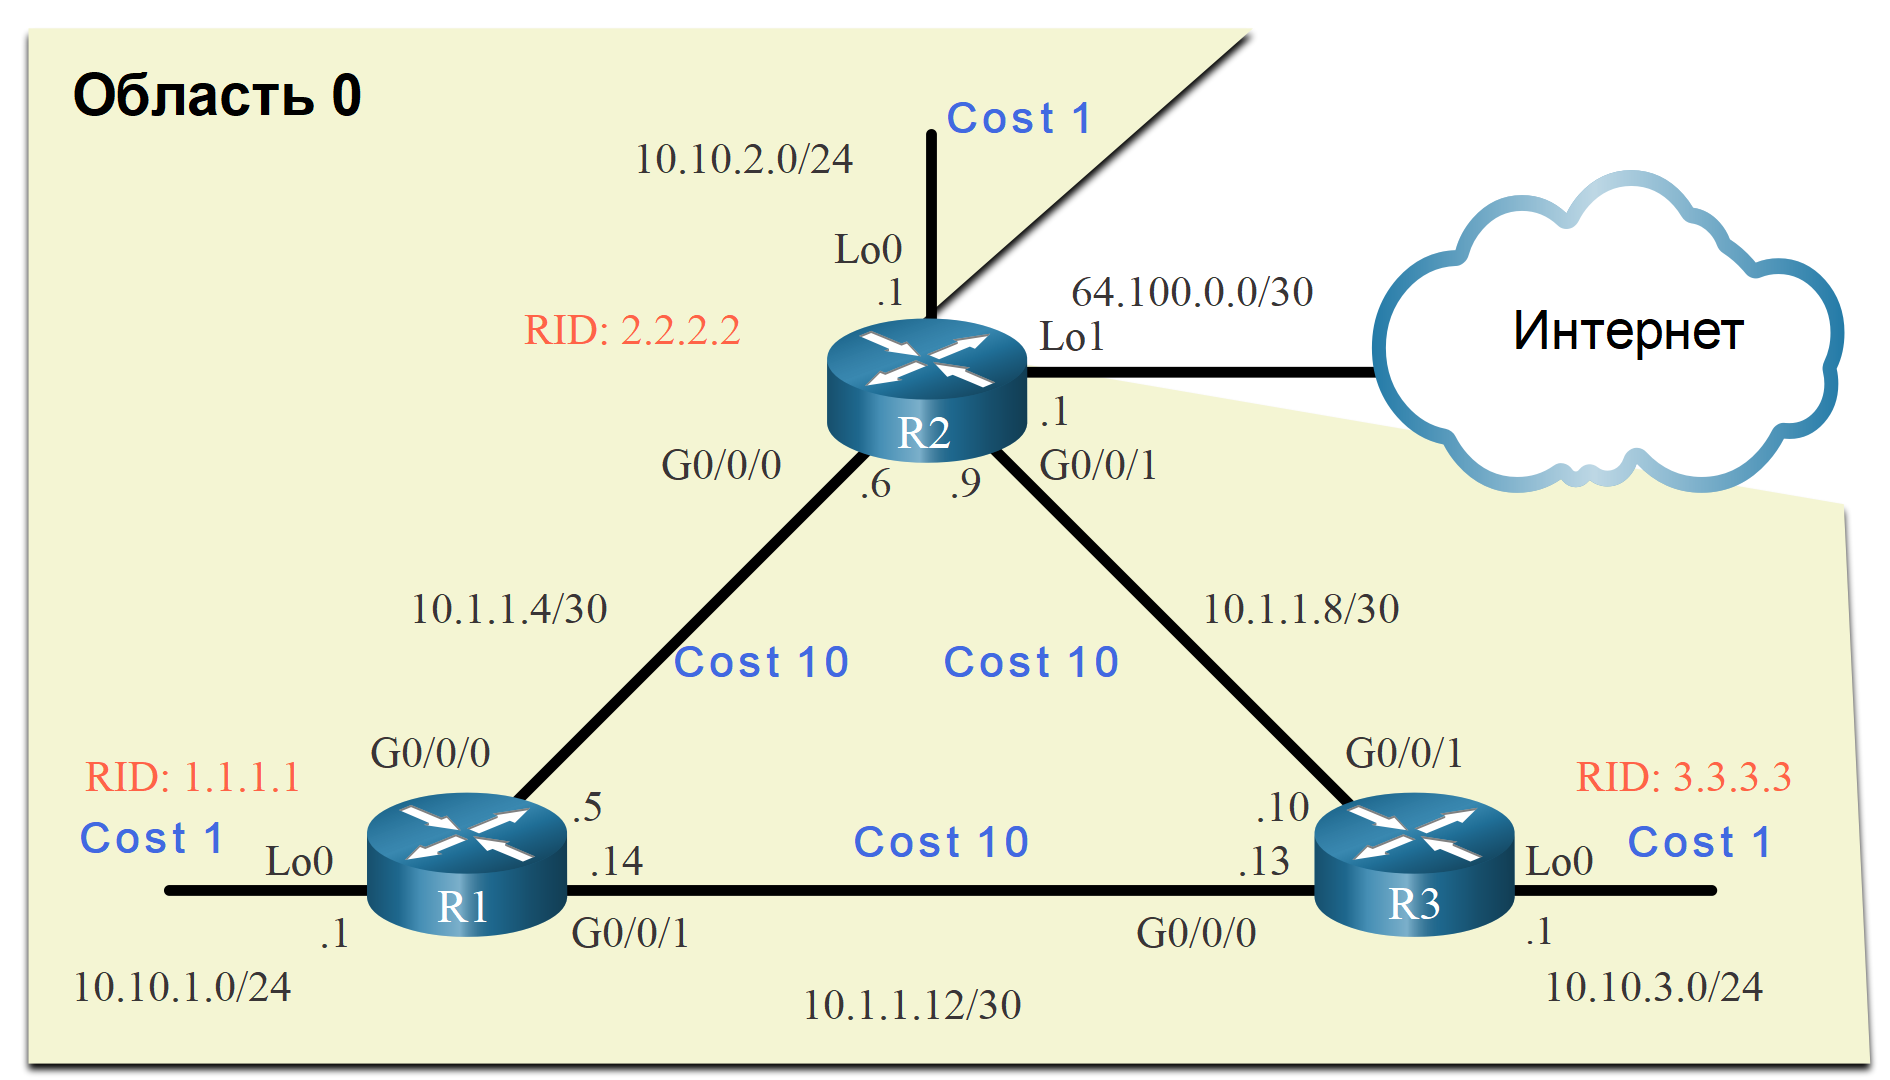 Область 0
Cost 1
10.10.2.0/24
Lo0
.1
64.100.0.0/30
RID: 2.2.2.2
Lo1
Интернет
R2
.1
G0/0/0
.6
.9
G0/0/1
10.1.1.4/30
10.1.1.8/30
Cost 10
Cost 10
G0/0/0
G0/0/1
RID: 1.1.1.1
RID: 3.3.3.3
.5
.10
Cost 1
Cost 10
Cost 1
Lo0
.14
.13
Lo0
R1
R3
.1
G0/0/1
G0/0/0
.1
10.10.1.0/24
10.1.1.12/30
10.10.3.0/24